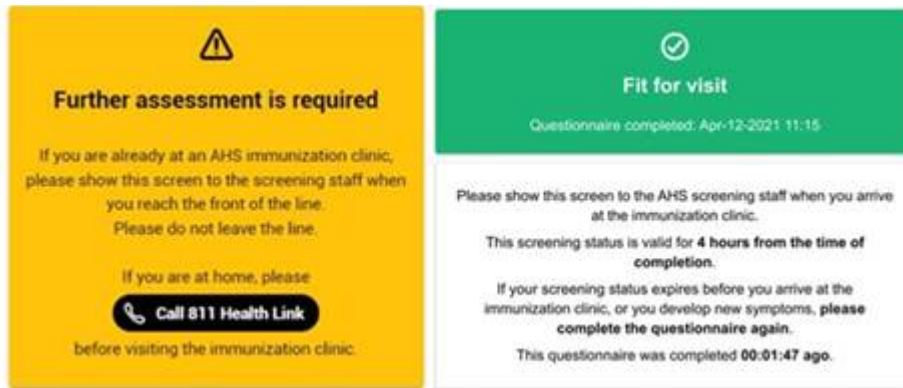 Further assessment is required
If you are already at an AHS immunization clinic,
please show this screen to the screening staff when
you reach the front of the line.
Please do not leave the line.
If you are at home, please
Call 811 Health Link
before visiting the immunization clinic.
Fit for visit
Questionnaire completed: Apr-12-2021 11:15
Please show this screen to the AHS screening staff when you arrive
at the immunization clinic.
This screening status is valid for 4 hours from the time of
completion.
If your screening status expires before you arrive at the
immunization clinic, or you develop new symptoms, please
complete the questionnaire again.
This questionnaire was completed 00:01:47 ago.